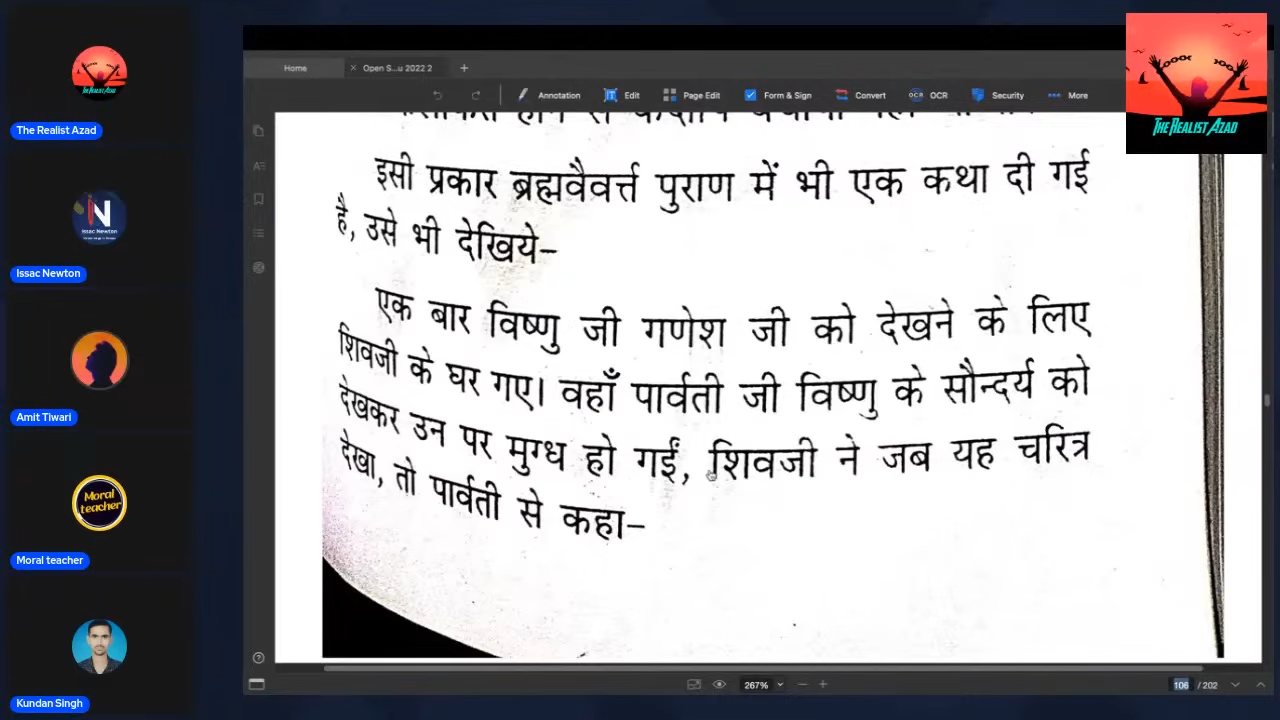 The Realist Azad
Issac Newton
Amit Tiwari
Moral teacher
Moral teacher
Kundan Singh
Home
Open S...u 2022 2
Annotation
Edit
Page Edit
Form & Sign
Convert
OCR
Security
More
THE REALIST AZAD
इसी प्रकार ब्रह्मवैवर्त्त पुराण में भी एक कथा दी गई
है, उसे भी देखिये–
एक बार विष्णु जी गणेश जी को देखने के लिए
शिवजी के घर गए। वहाँ पार्वती जी विष्णु के सौन्दर्य को
देखकर उन पर मुग्ध हो गईं, शिवजी ने जब यह चरित्र
देखा, तो पार्वती से कहा–
267%
106 / 202